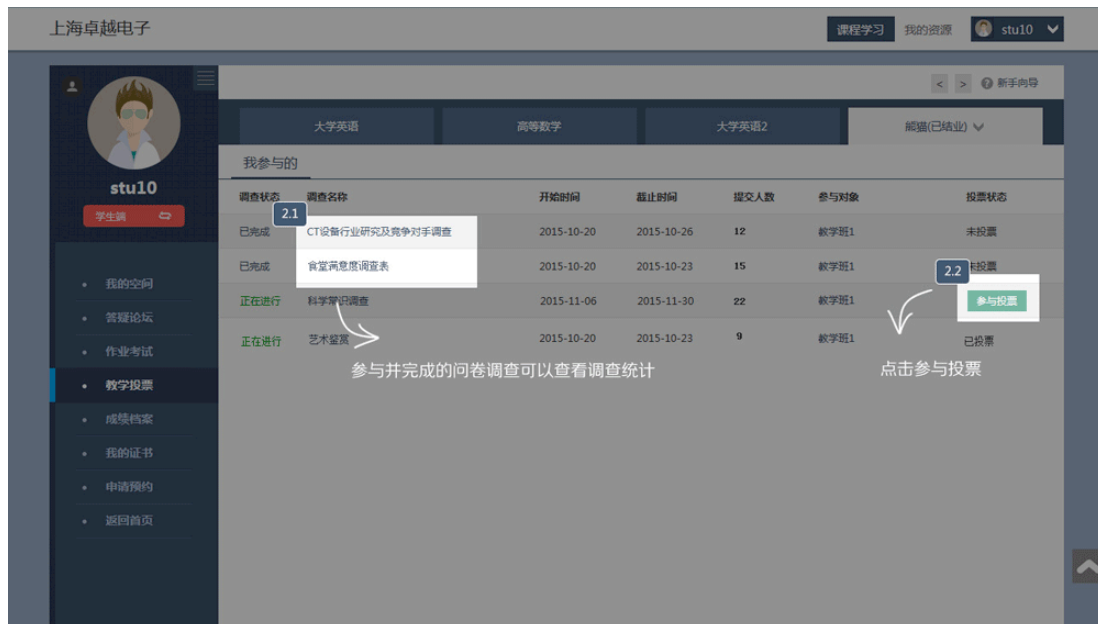 上海卓越电子
课程学习 我的资源 stu10
< > 新手向导
大学英语 高等数学 大学英语2 熊猫(已结业)
我参与的
stu10
学生端
调查状态 调查名称 开始时间 截止时间 提交人数 参与对象 投票状态
2.1
已完成 CT设备行业研究及竞争对手调查 2015-10-20 2015-10-26 12 教学班1 未投票
已完成 食堂满意度调查表 2015-10-20 2015-10-23 15 教学班1 未投票
2.2
正在进行 科学常识调查 2015-11-06 2015-11-30 22 教学班1 参与投票
正在进行 艺术鉴赏 2015-10-20 2015-10-23 9 教学班1 已投票
参与并完成的问卷调查可以查看调查统计
点击参与投票
我的空间
答疑论坛
作业考试
教学投票
成绩档案
我的证书
申请预约
返回首页